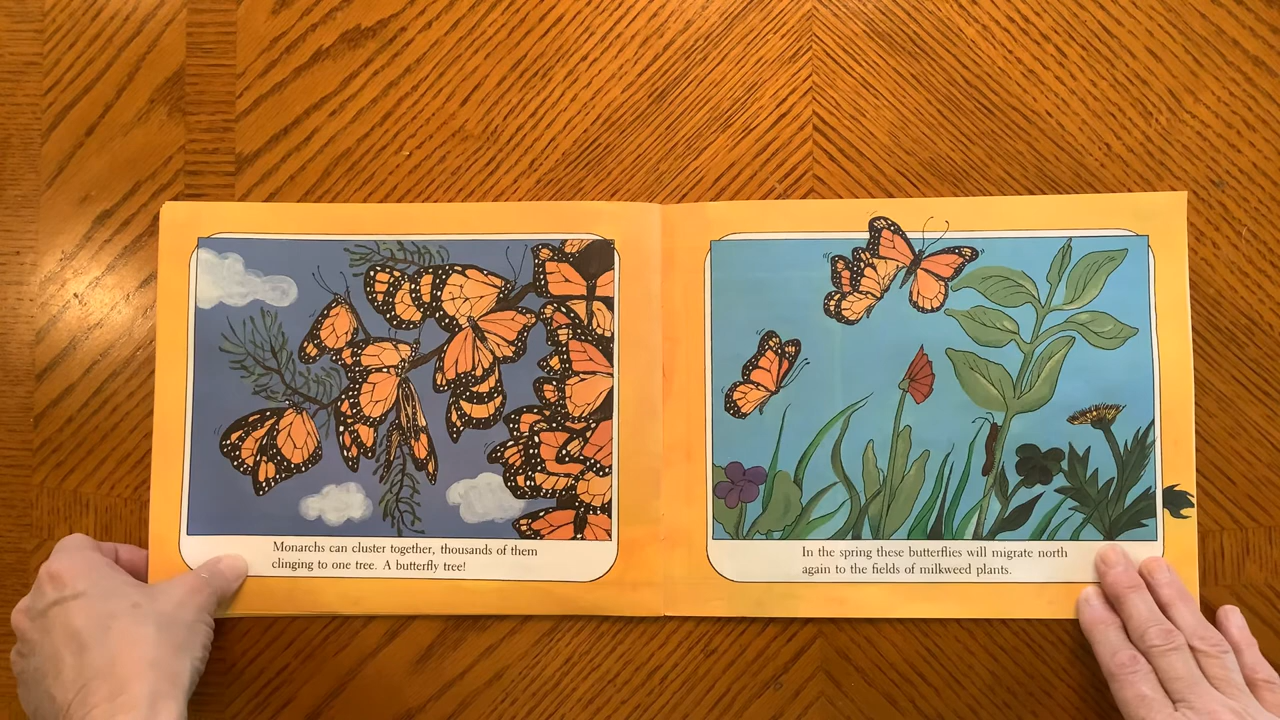 Monarchs can cluster together, thousands of them
clinging to one tree. A butterfly tree!
In the spring these butterflies will migrate north
again to the fields of milkweed plants.